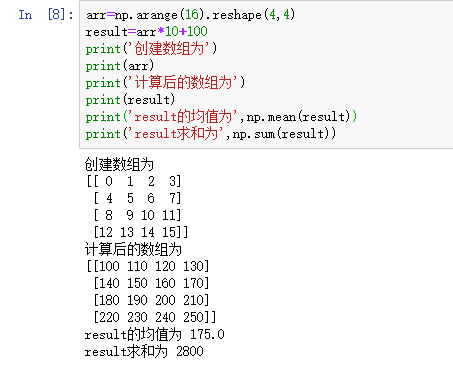 In [8]: arr=np.arange(16).reshape(4,4)
result=arr*10+100
print('创建数组为')
print(arr)
print('计算后的数组为')
print(result)
print('result的均值为',np.mean(result))
print('result求和为',np.sum(result))
创建数组为
[[ 0  1  2  3]
 [ 4  5  6  7]
 [ 8  9 10 11]
 [12 13 14 15]]
计算后的数组为
[[100 110 120 130]
 [140 150 160 170]
 [180 190 200 210]
 [220 230 240 250]]
result的均值为 175.0
result求和为 2800